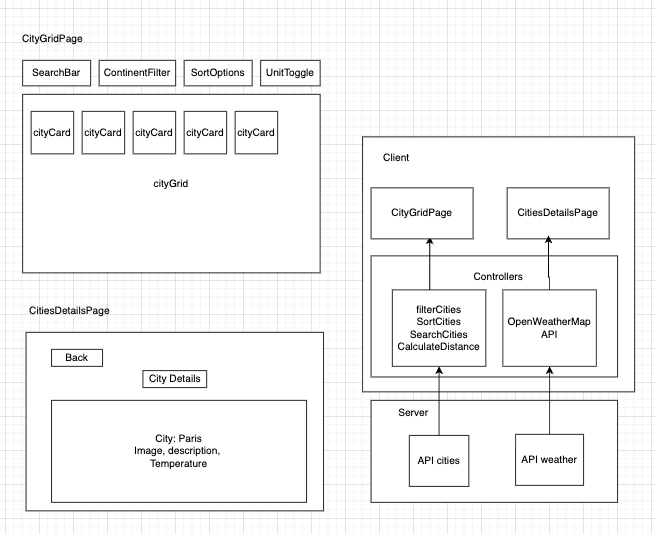 CityGridPage
SearchBar
ContinentFilter
SortOptions
UnitToggle
cityCard
cityCard
cityCard
cityCard
cityCard
cityGrid
CitiesDetailsPage
Back
City Details
City: Paris
Image, description,
Temperature
Client
CityGridPage
CitiesDetailsPage
Controllers
filterCities
SortCities
SearchCities
CalculateDistance
OpenWeatherMap
API
Server
API cities
API weather